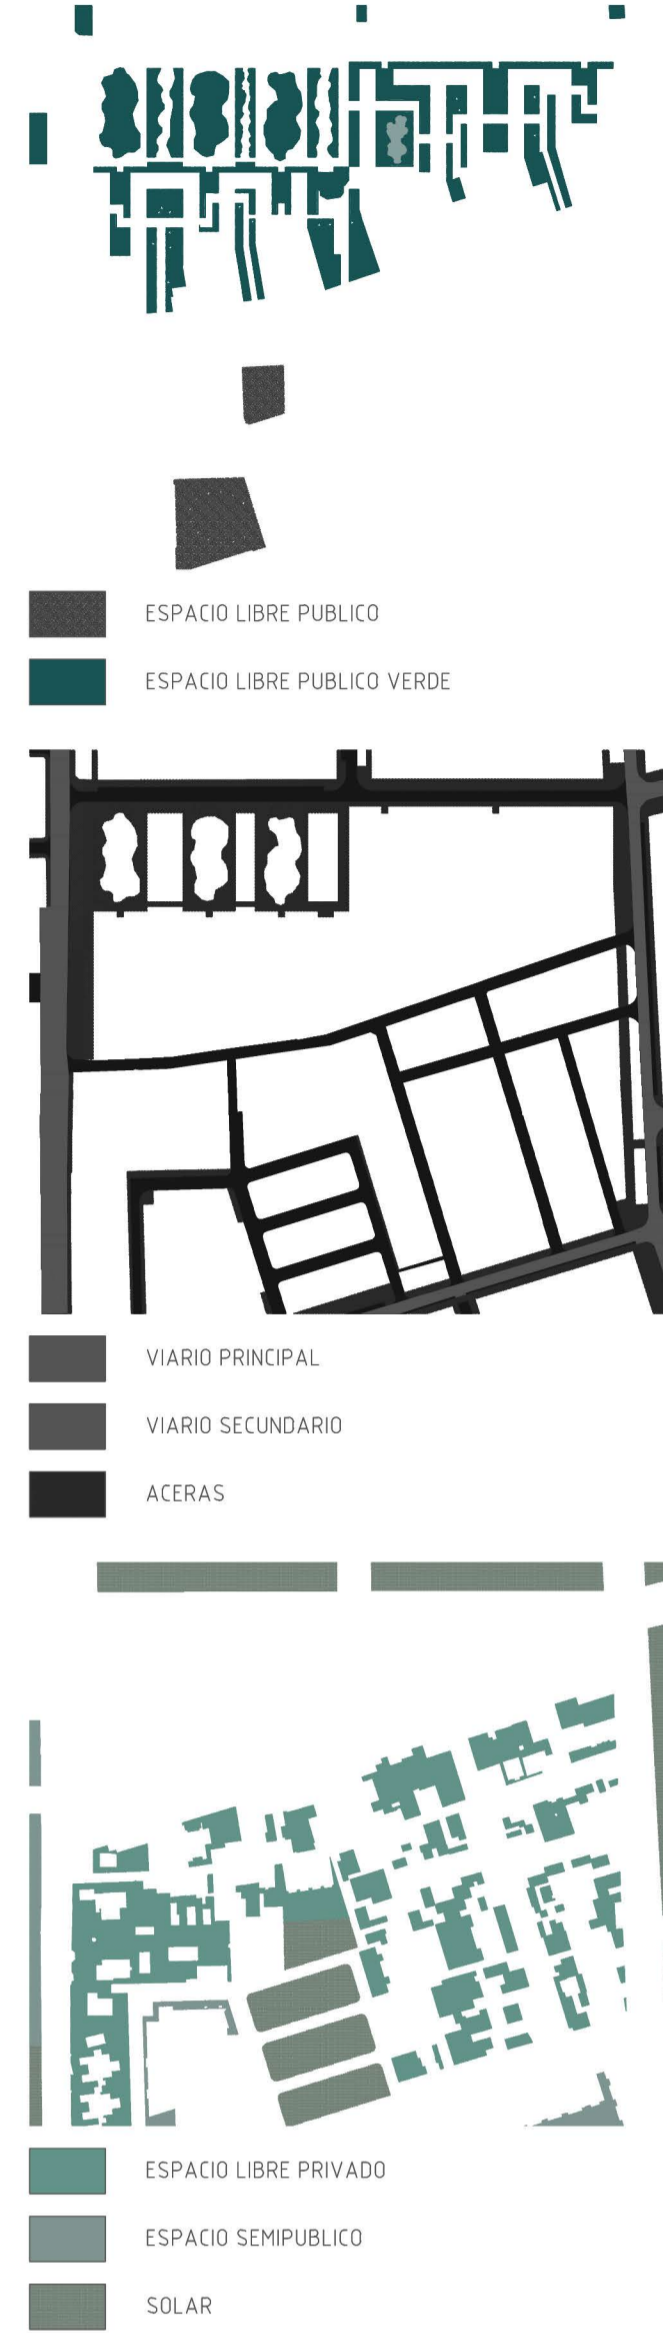 ESPACIO LIBRE PUBLICO
ESPACIO LIBRE PUBLICO VERDE
VIARIO PRINCIPAL
VIARIO SECUNDARIO
ACERAS
ESPACIO LIBRE PRIVADO
ESPACIO SEMIPUBLICO
SOLAR